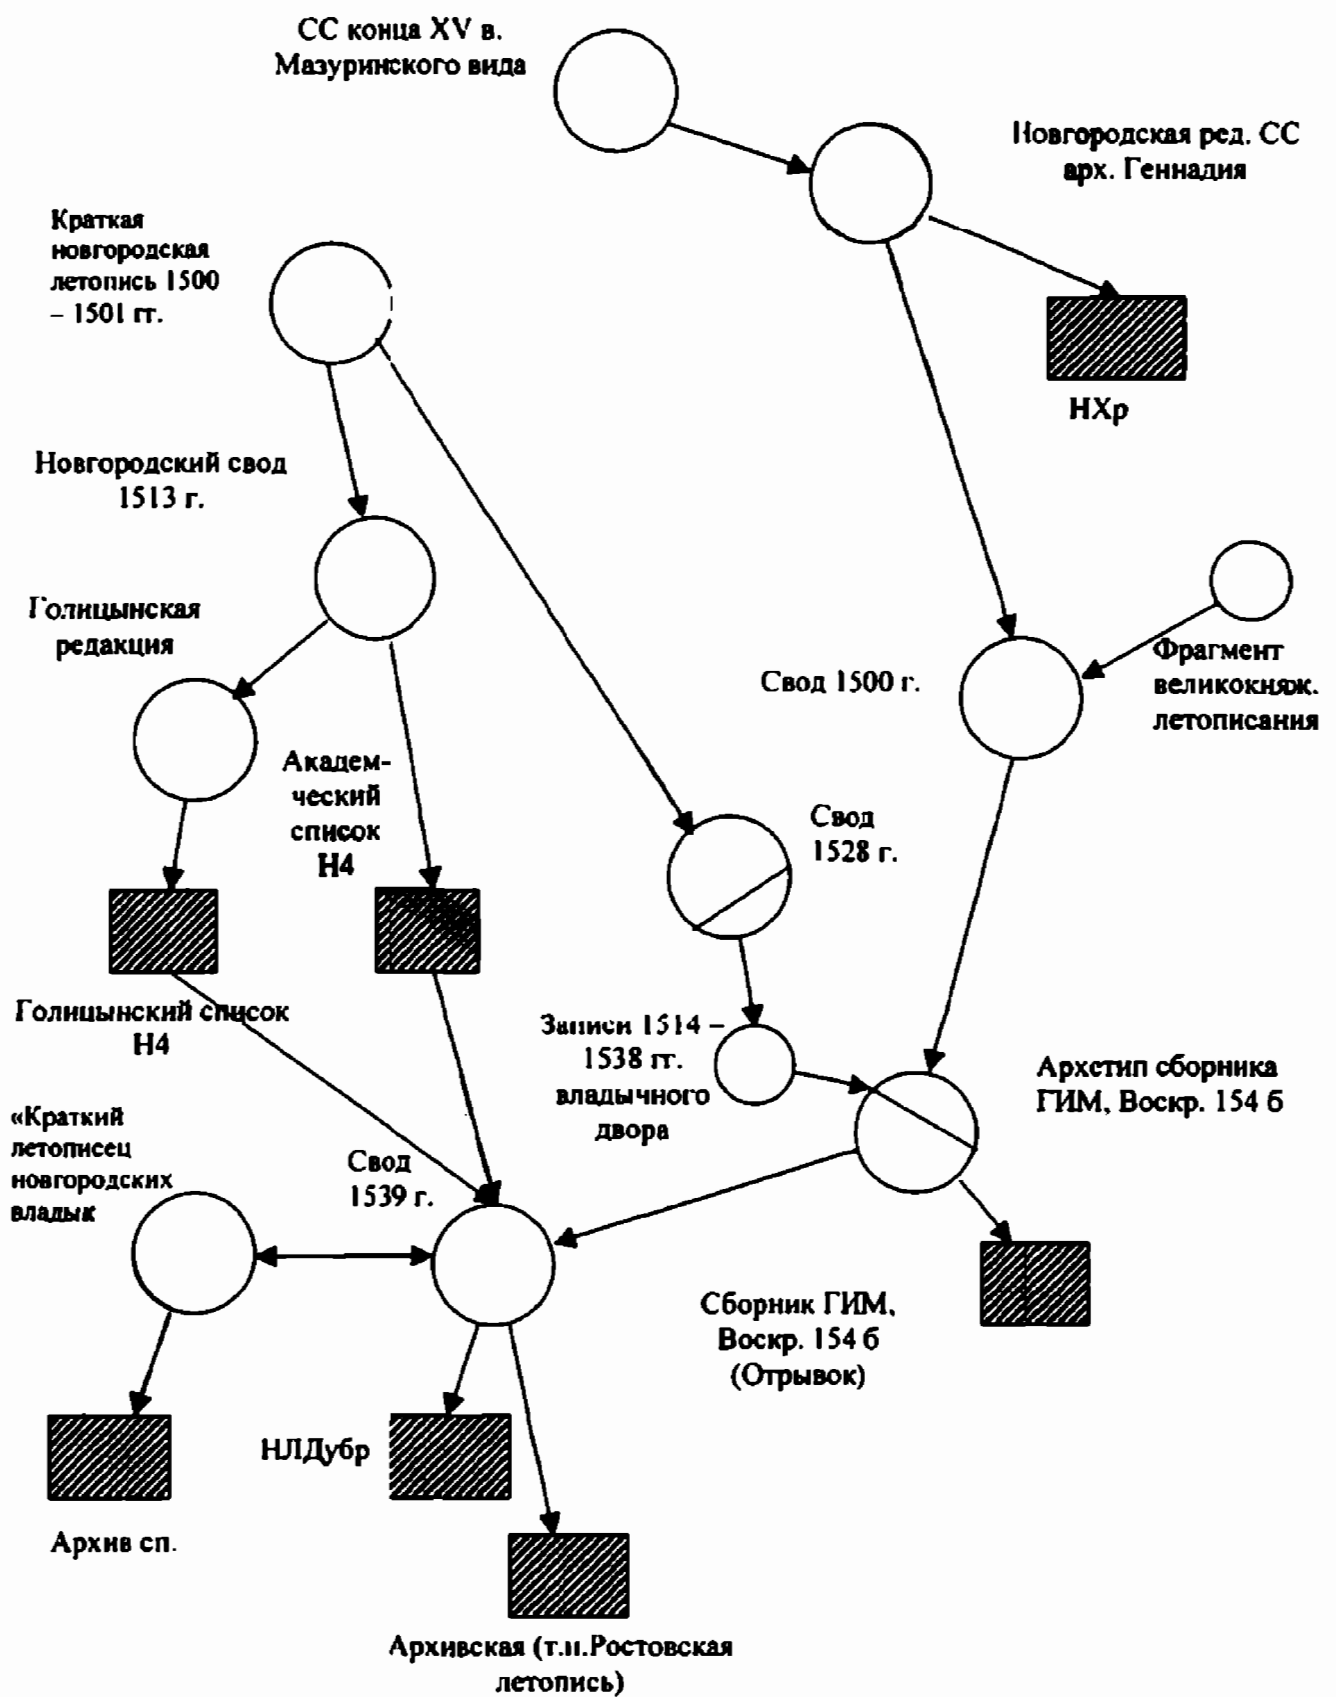 СС конца XV в.
Мазуринского вида
Новгородская ред. СС
арх. Геннадия
Краткая
новгородская
летопись 1500
– 1501 гг.
НХр
Новгородский свод
1513 г.
Голицынская
редакция
Фрагмент
великокняж.
летописания
Свод 1500 г.
Академ-
ческий
список
Н4
Свод
1528 г.
Голицынский список
Н4
Записи 1514 –
1538 гг.
владычного
двора
Архетип сборника
ГИМ, Воскр. 154 б
«Краткий
летописец
новгородских
владык
Свод
1539 г.
Сборник ГИМ,
Воскр. 154 б
(Отрывок)
НЛДубр
Архив сп.
Архивская (т.н.Ростовская
летопись)